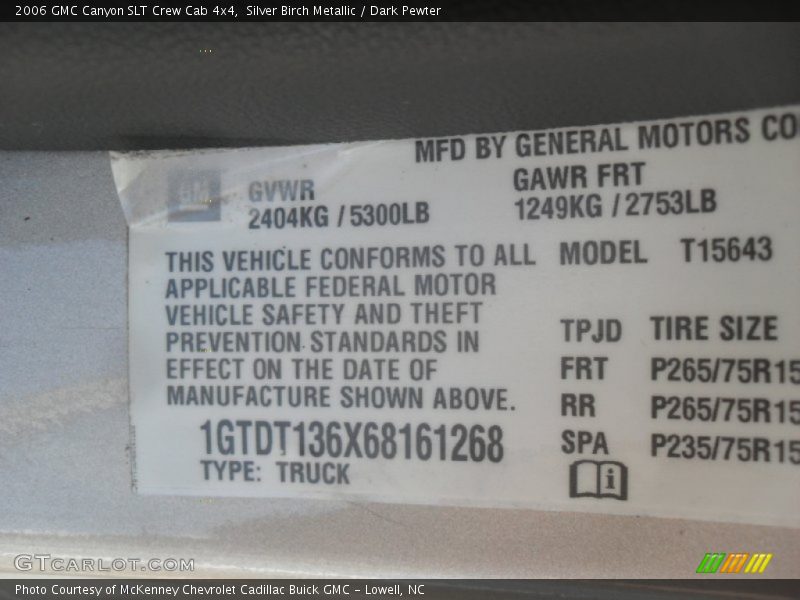 2006 GMC Canyon SLT Crew Cab 4x4, Silver Birch Metallic / Dark Pewter
MFD BY GENERAL MOTORS CO
GM
GVWR
2404KG / 5300LB
GAWR FRT
1249KG / 2753LB
THIS VEHICLE CONFORMS TO ALL
APPLICABLE FEDERAL MOTOR
VEHICLE SAFETY AND THEFT
PREVENTION STANDARDS IN
EFFECT ON THE DATE OF
MANUFACTURE SHOWN ABOVE.
1GTDT136X68161268
TYPE: TRUCK
MODEL T15643
TPJD TIRE SIZE
FRT P265/75R15
RR P265/75R15
SPA P235/75R15
GTCARLOT.COM
Photo Courtesy of McKenney Chevrolet Cadillac Buick GMC - Lowell, NC